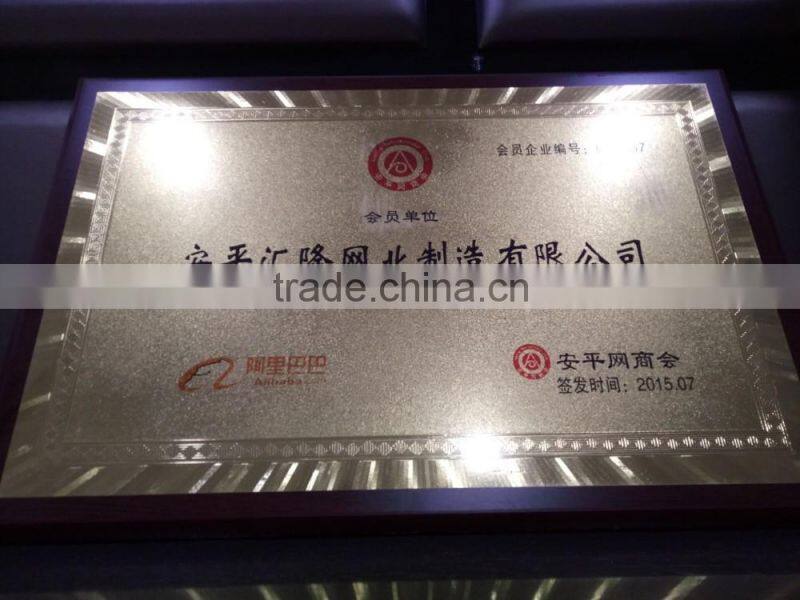 会员企业编号：
会员单位
安平汇隆网业制造有限公司
trade.china.cn
阿里巴巴
Alibaba.com
安平网商会
签发时间：2015.07